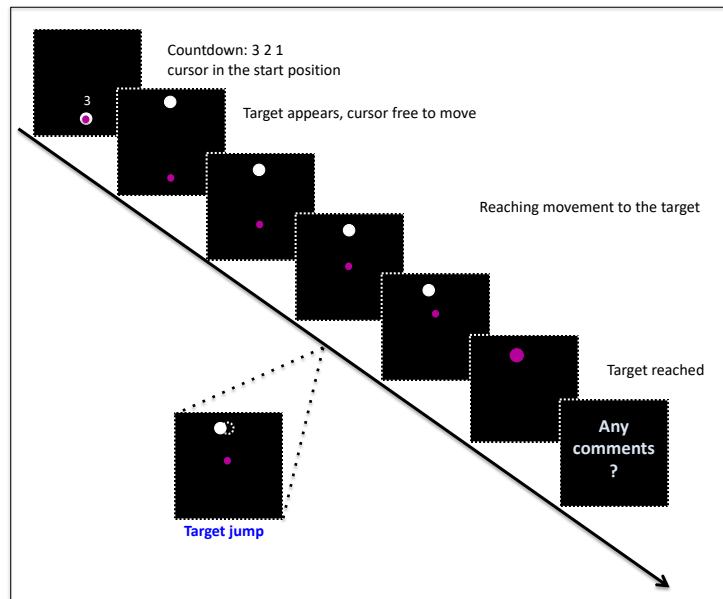 Countdown: 3 2 1
cursor in the start position
3
Target appears, cursor free to move
Reaching movement to the target
Target reached
Any
comments
?
Target jump